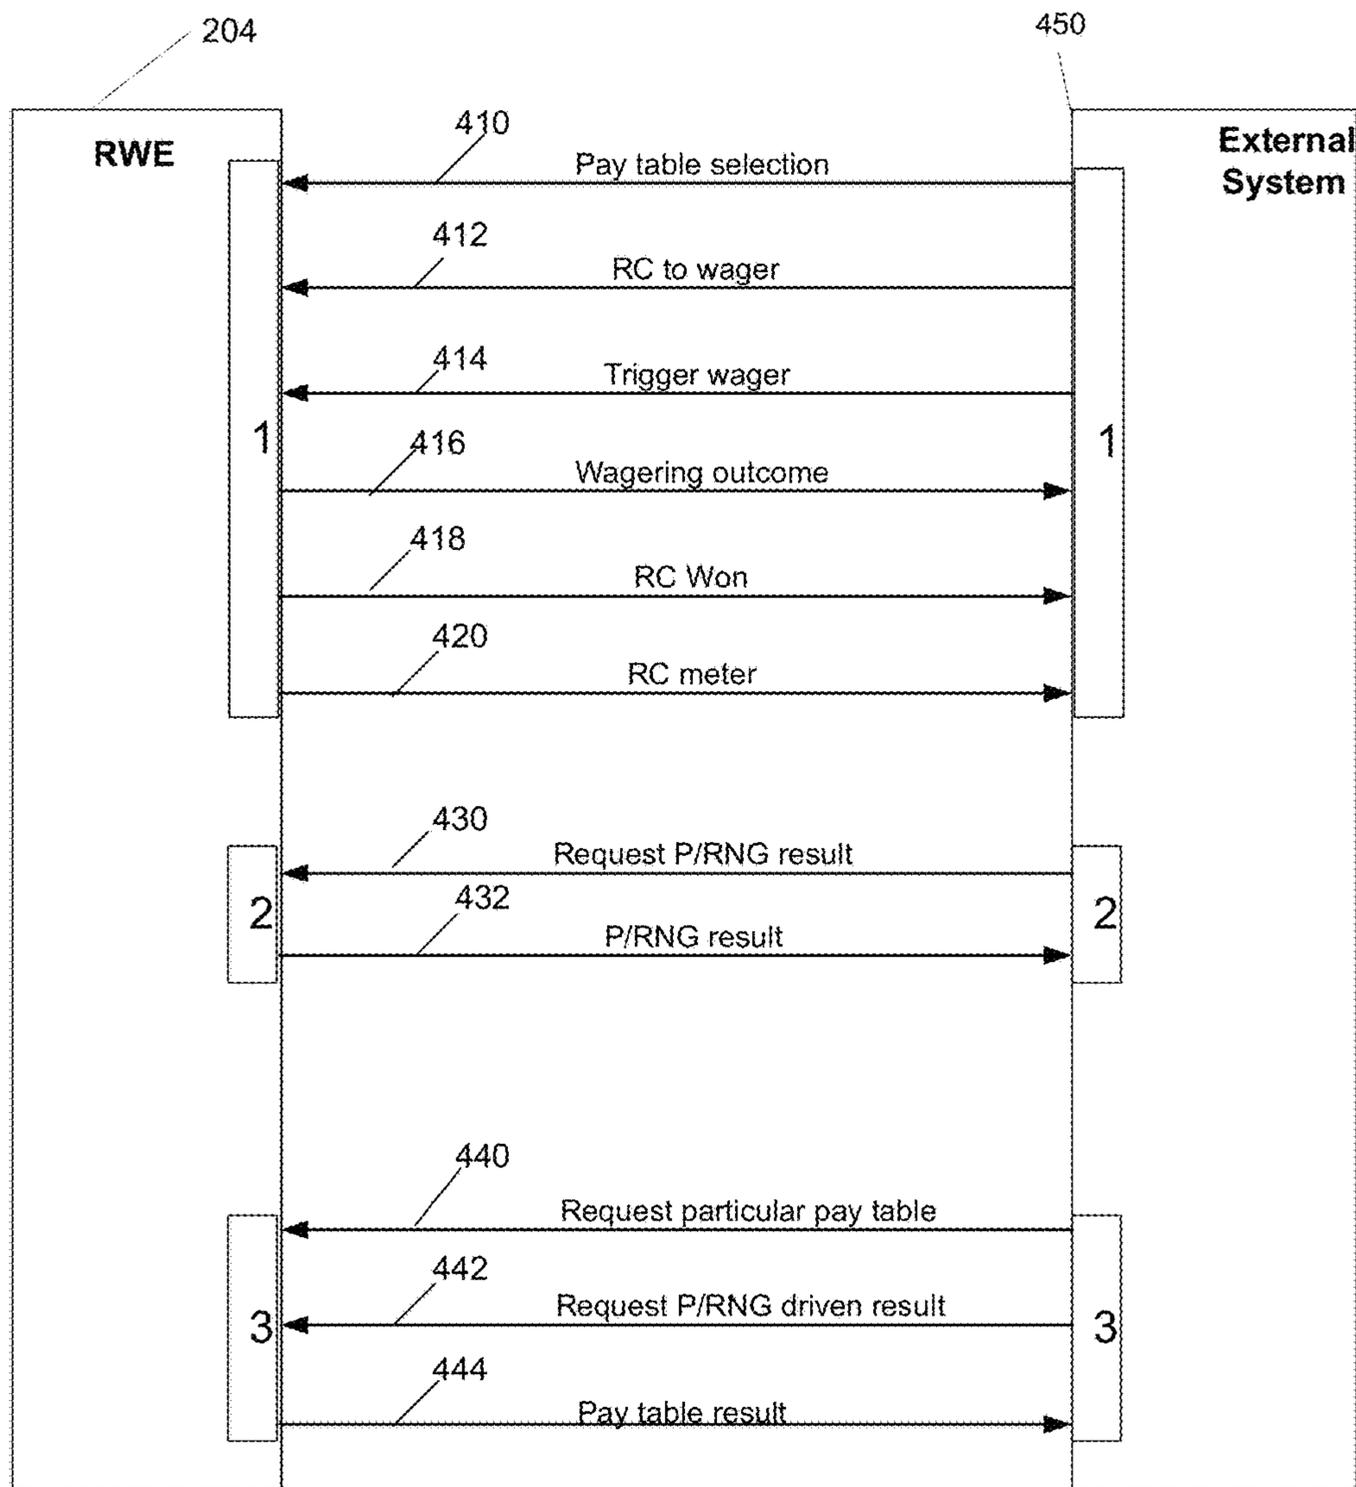 204
450
RWE
External
System
410
Pay table selection
412
RC to wager
414
Trigger wager
1
1
416
Wagering outcome
418
RC Won
420
RC meter
430
Request P/RNG result
2
2
432
P/RNG result
440
Request particular pay table
442
Request P/RNG driven result
3
3
444
Pay table result